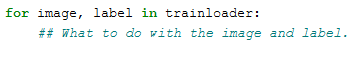 for image, label in trainloader:
    ## What to do with the image and label.